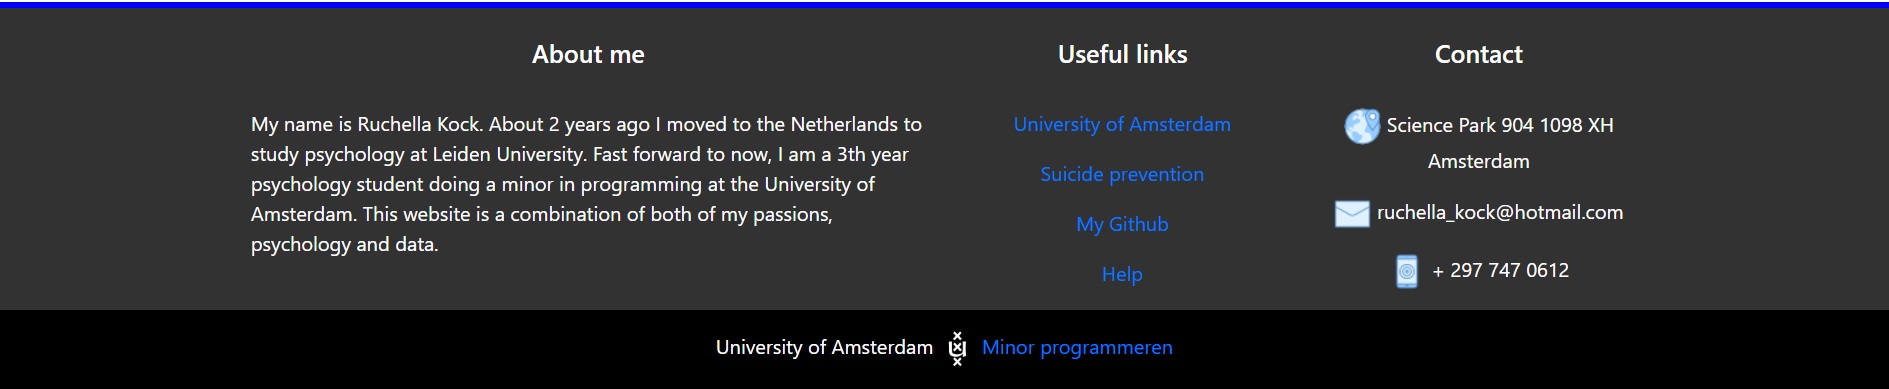 About me
My name is Ruchella Kock. About 2 years ago I moved to the Netherlands to
study psychology at Leiden University. Fast forward to now, I am a 3th year
psychology student doing a minor in programming at the University of
Amsterdam. This website is a combination of both of my passions,
psychology and data.
Useful links
University of Amsterdam
Suicide prevention
My Github
Help
Contact
Science Park 904 1098 XH
Amsterdam
ruchella_kock@hotmail.com
+ 297 747 0612
University of Amsterdam Minor programmeren